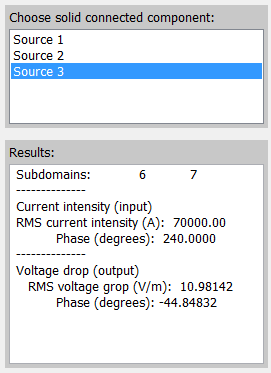 Choose solid connected component:
Source 1
Source 2
Source 3
Results:
Subdomains: 6 7
--------------
Current intensity (input)
RMS current intensity (A): 70000.00
Phase (degrees): 240.0000
--------------
Voltage drop (output)
RMS voltage grop (V/m): 10.98142
Phase (degrees): -44.84832